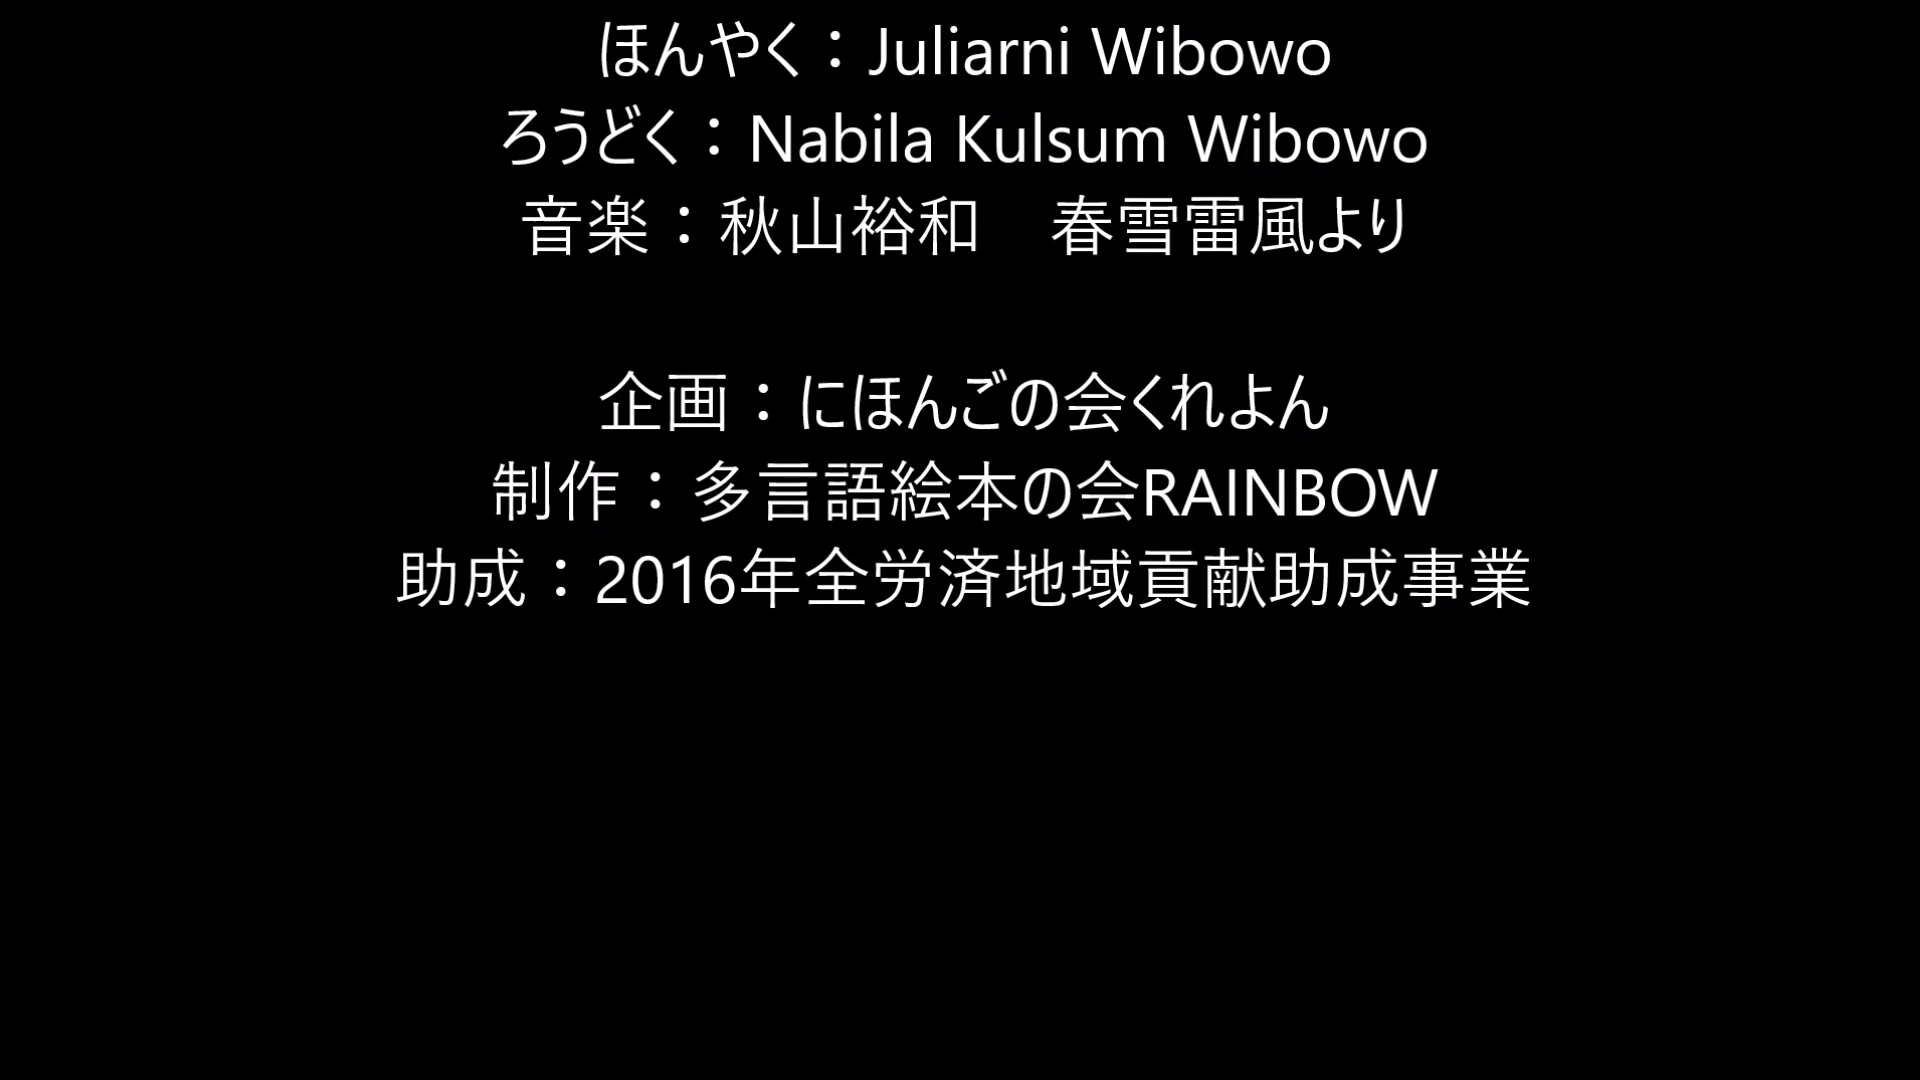 ほんやく：Juliarni Wibowo
ろうどく：Nabila Kulsum Wibowo
音楽：秋山裕和　春雪雷風より
企画：にほんごの会くれよん
制作：多言語絵本の会RAINBOW
助成：2016年全労済地域貢献助成事業